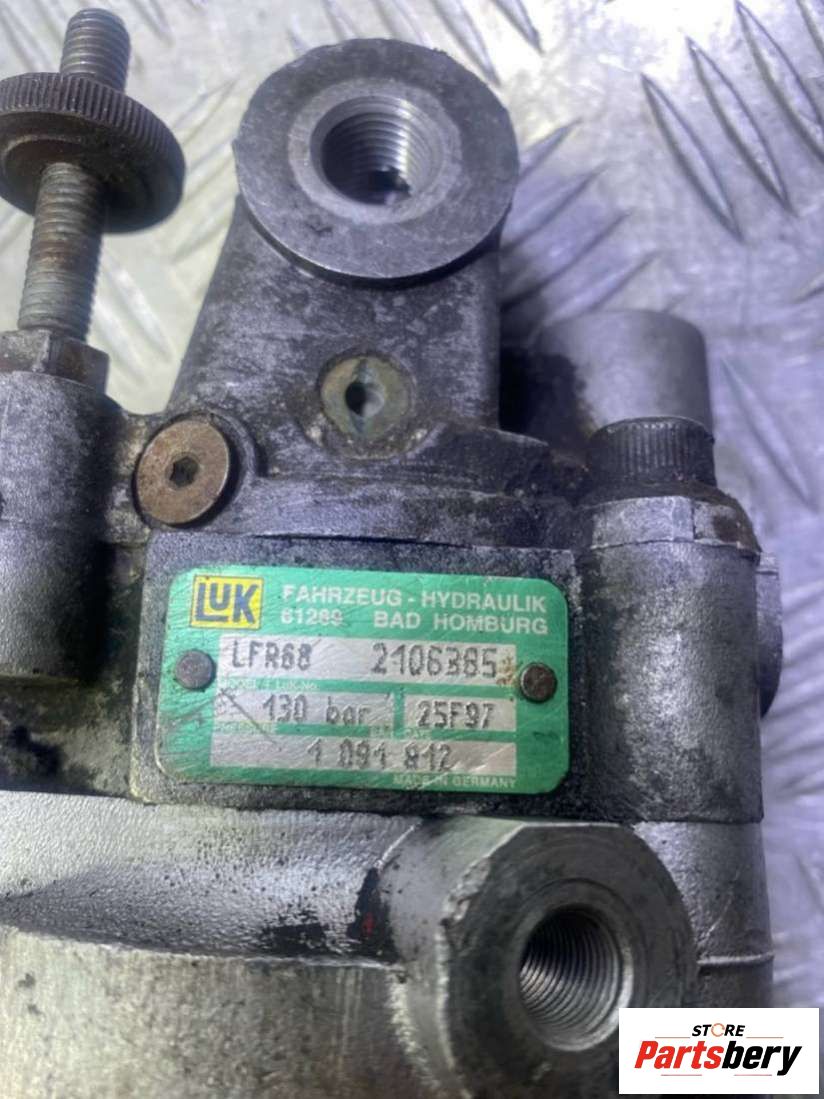 LUK
FAHRZEUG - HYDRAULIK
61289 BAD HOMBURG
LFR68 2106385
130 bar 25F97
1 091 812
MADE IN GERMANY
STORE
Partsbery